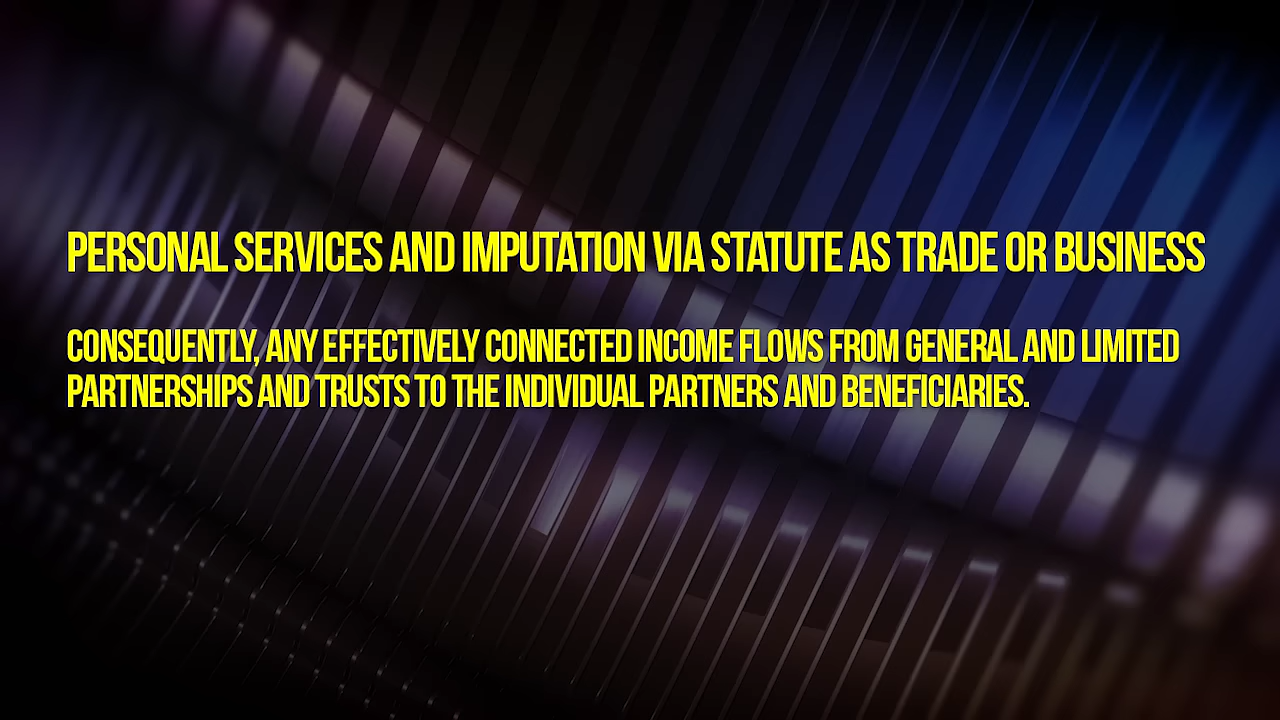 PERSONAL SERVICES AND IMPUTATION VIA STATUTE AS TRADE OR BUSINESS
CONSEQUENTLY, ANY EFFECTIVELY CONNECTED INCOME FLOWS FROM GENERAL AND LIMITED
PARTNERSHIPS AND TRUSTS TO THE INDIVIDUAL PARTNERS AND BENEFICIARIES.